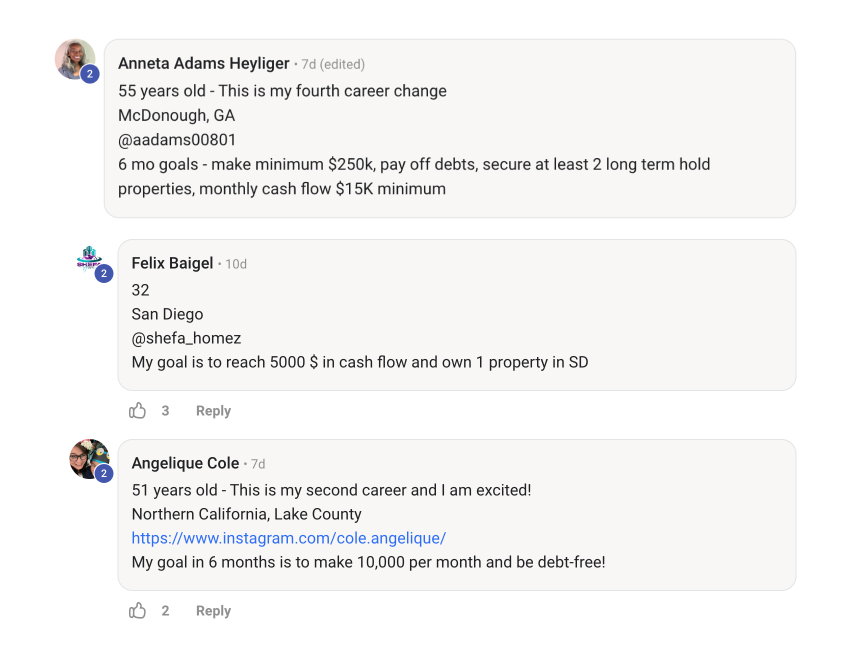 Anneta Adams Heyliger • 7d (edited)
2
55 years old - This is my fourth career change
McDonough, GA
@aadams00801
6 mo goals - make minimum $250k, pay off debts, secure at least 2 long term hold
properties, monthly cash flow $15K minimum
Felix Baigel • 10d
SHEFA
2
32
San Diego
@shefa_homez
My goal is to reach 5000 $ in cash flow and own 1 property in SD
3 Reply
Angelique Cole • 7d
2
51 years old - This is my second career and I am excited!
Northern California, Lake County
https://www.instagram.com/cole.angelique/
My goal in 6 months is to make 10,000 per month and be debt-free!
2 Reply